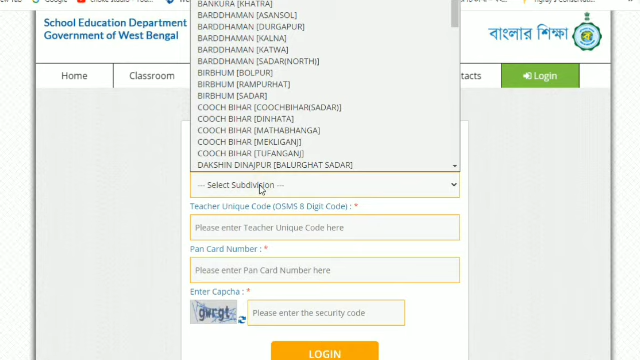 School Education Department
Government of West Bengal
বাংলার শিক্ষা
Home Classroom Login
BANKURA [KHATRA]
BARDDHAMAN [ASANSOL]
BARDDHAMAN [DURGAPUR]
BARDDHAMAN [KALNA]
BARDDHAMAN [KATWA]
BARDDHAMAN [SADAR(NORTH)]
BIRBHUM [BOLPUR]
BIRBHUM [RAMPURHAT]
BIRBHUM [SADAR]
COOCH BIHAR [COOCHBIHAR(SADAR)]
COOCH BIHAR [DINHATA]
COOCH BIHAR [MATHABHANGA]
COOCH BIHAR [MEKLIGANJ]
COOCH BIHAR [TUFANGANJ]
DAKSHIN DINAJPUR [BALURGHAT SADAR]
--- Select Subdivision ---
Teacher Unique Code (OSMS 8 Digit Code) : *
Please enter Teacher Unique Code here
Pan Card Number : *
Please enter Pan Card Number here
Enter Capcha : *
Please enter the security code
LOGIN